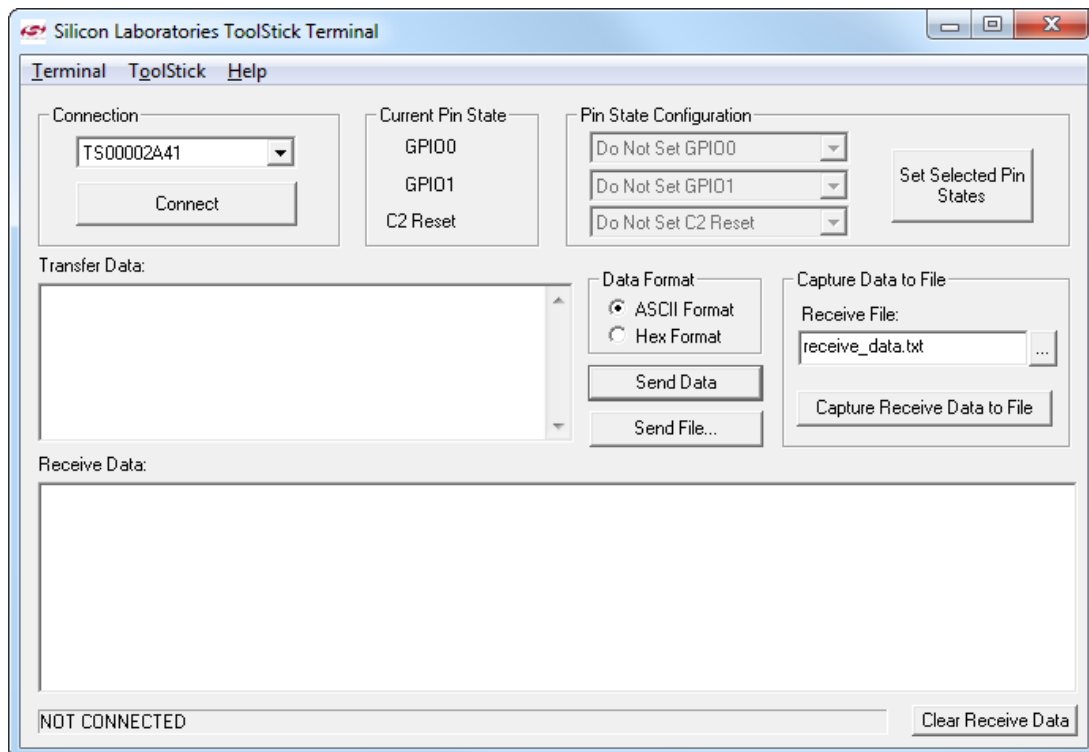 Silicon Laboratories ToolStick Terminal
Terminal ToolStick Help
Connection
TS00002A41
Connect
Current Pin State
GPIO0
GPIO1
C2 Reset
Pin State Configuration
Do Not Set GPIO0
Do Not Set GPIO1
Do Not Set C2 Reset
Set Selected Pin
States
Transfer Data:
Data Format
ASCII Format
Hex Format
Send Data
Send File...
Capture Data to File
Receive File:
receive_data.txt
...
Capture Receive Data to File
Receive Data:
NOT CONNECTED
Clear Receive Data